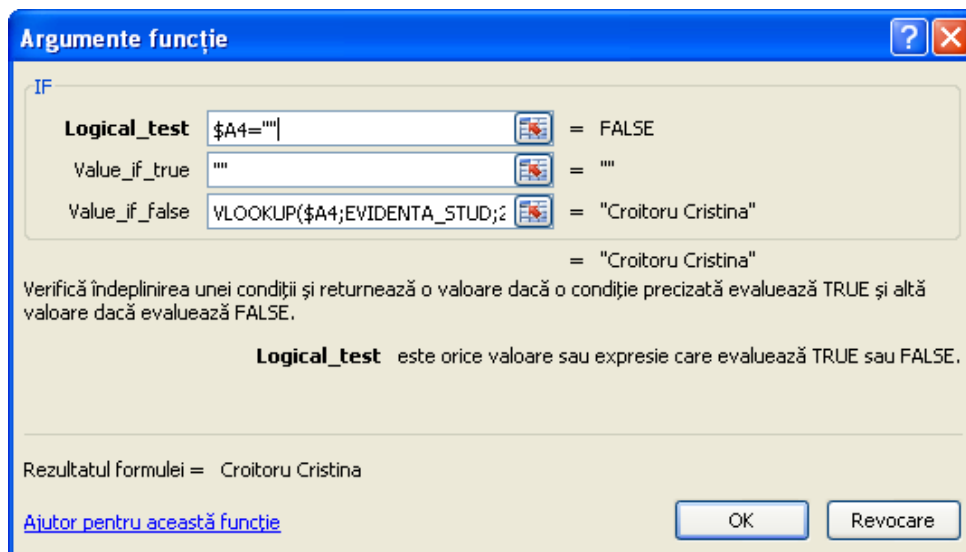 Argumente funcție
IF
Logical_test $A4="" = FALSE
Value_if_true "" = ""
Value_if_false VLOOKUP($A4;EVIDENTA_STUD;2 = "Croitoru Cristina"
= "Croitoru Cristina"
Verifică îndeplinirea unei condiții și returnează o valoare dacă o condiție precizată evaluează TRUE și altă
valoare dacă evaluează FALSE.
Logical_test este orice valoare sau expresie care evaluează TRUE sau FALSE.
Rezultatul formulei = Croitoru Cristina
Ajutor pentru această funcție
OK Revocare